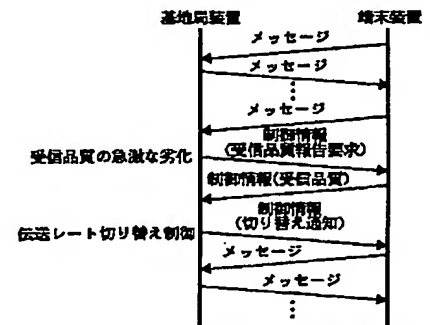 基地局装置
端末装置
メッセージ
メッセージ
メッセージ
制御情報
(受信品質報告要求)
受信品質の急激な劣化
制御情報(受信品質)
制御情報
(切り替え通知)
伝送レート切り替え制御
メッセージ
メッセージ